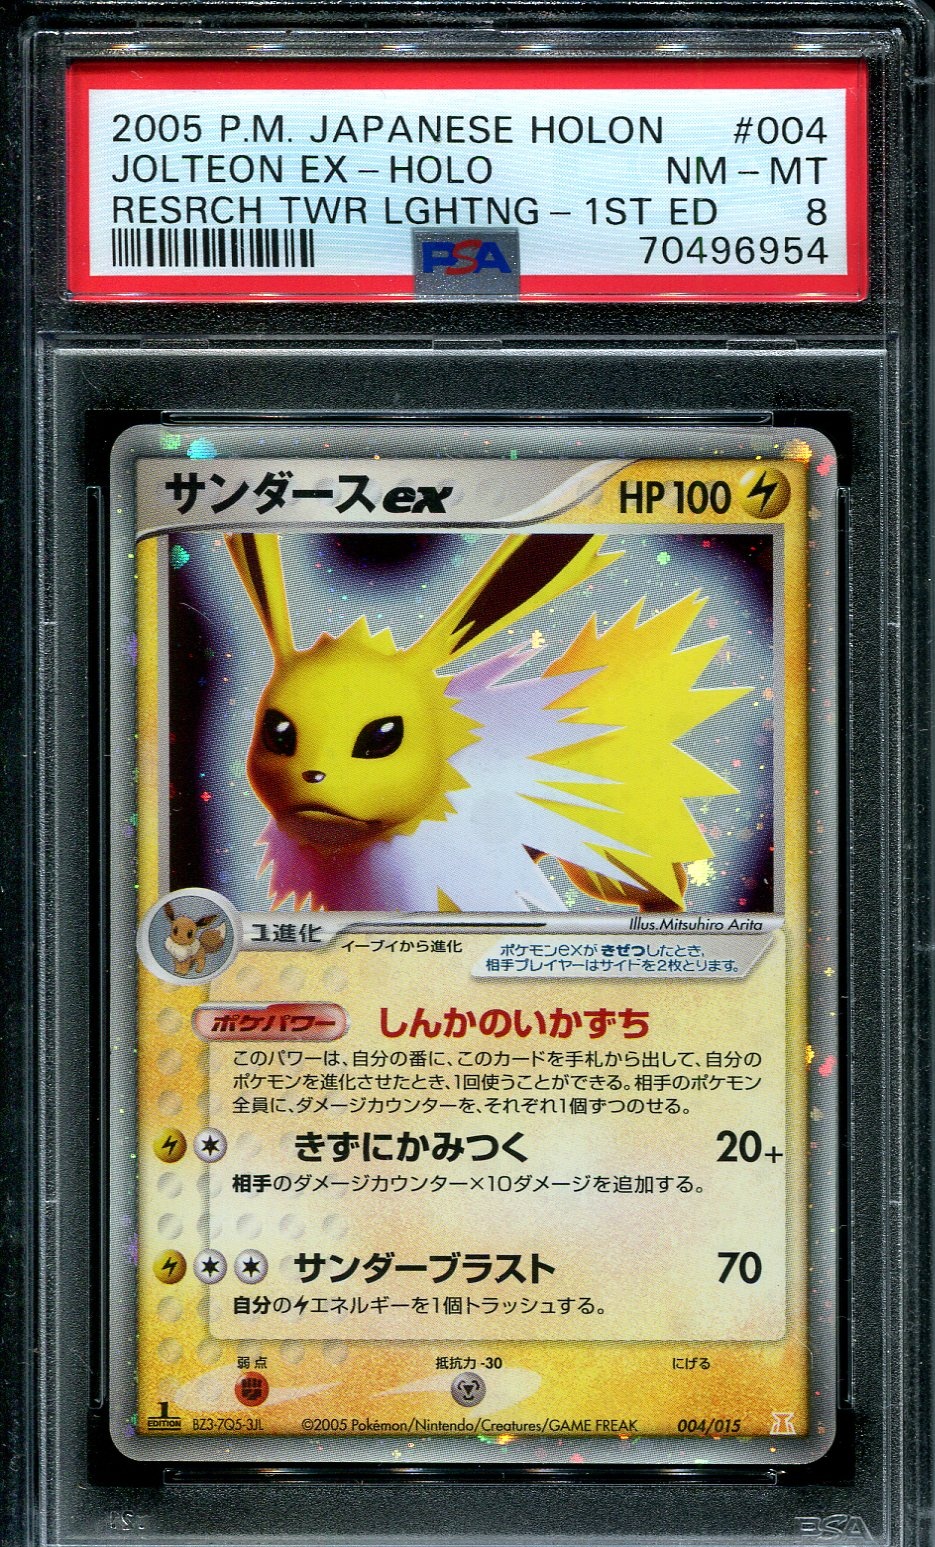 2005 P.M. JAPANESE HOLON #004
JOLTEON EX - HOLO NM - MT
RESRCH TWR LGHTNG - 1ST ED 8
PSA 70496954
サンダースex HP 100
Illus.Mitsuhiro Arita
1進化 イーブイから進化
ポケモンexが きぜつしたとき、
相手プレイヤーはサイドを2枚とります。
ポケパワー しんかのいかずち
このパワーは、自分の番に、このカードを手札から出して、自分の
ポケモンを進化させたとき、1回使うことができる。相手のポケモン
全員に、ダメージカウンターを、それぞれ1個ずつのせる。
きずにかみつく 20+
相手のダメージカウンター×10ダメージを追加する。
サンダーブラスト 70
自分のエネルギーを1個トラッシュする。
弱点 抵抗力 -30 にげる
1 EDITION BZ3-7Q5-3JL ©2005 Pokémon/Nintendo/Creatures/GAME FREAK 004/015
PSA